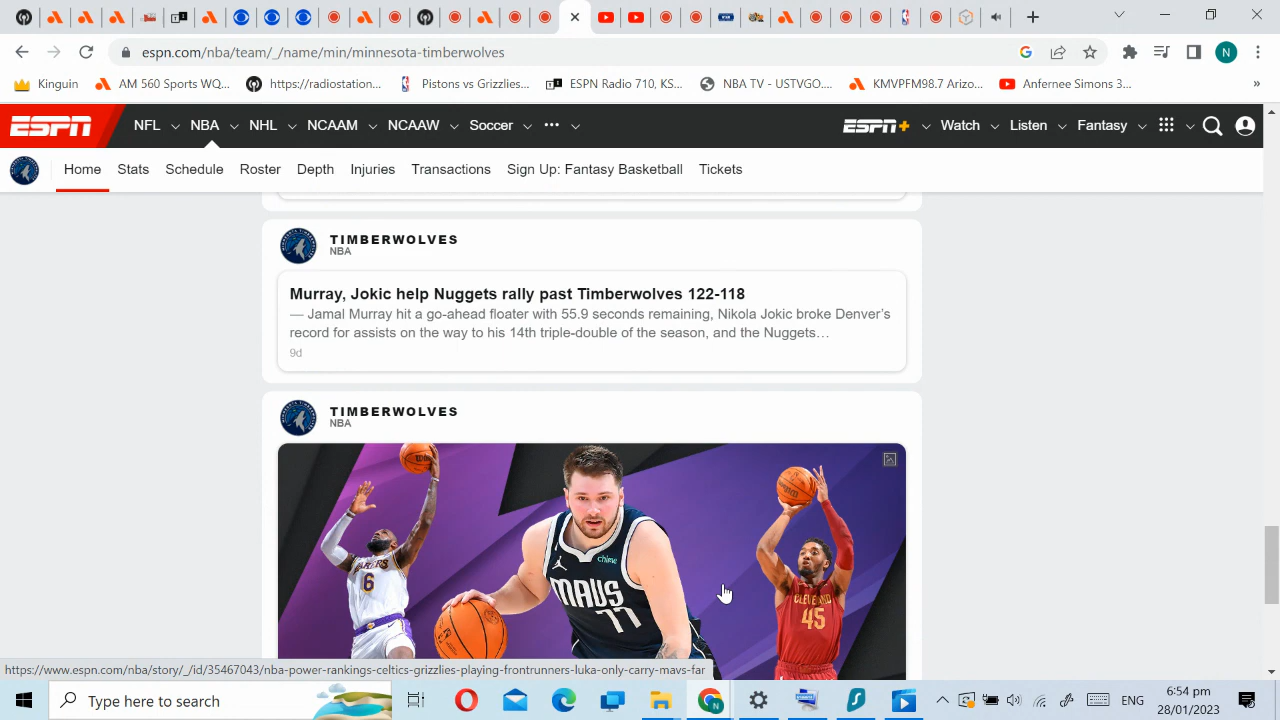 espn.com/nba/team/_/name/min/minnesota-timberwolves
N
Kinguin
AM 560 Sports WQ...
https://radiostation...
Pistons vs Grizzlies...
ESPN Radio 710, KS...
NBA TV - USTVGO...
KMVPFM98.7 Arizo...
Anfernee Simons 3...
»
ESPN NFL NBA NHL NCAAM NCAAW Soccer ••• ESPN+ Watch Listen Fantasy
Home Stats Schedule Roster Depth Injuries Transactions Sign Up: Fantasy Basketball Tickets
TIMBERWOLVES
NBA
Murray, Jokic help Nuggets rally past Timberwolves 122-118
— Jamal Murray hit a go-ahead floater with 55.9 seconds remaining, Nikola Jokic broke Denver's
record for assists on the way to his 14th triple-double of the season, and the Nuggets…
9d
TIMBERWOLVES
NBA
LAKERS
6
chime
MAVS
77
CLEVELAND
45
https://www.espn.com/nba/story/_/id/35467043/nba-power-rankings-celtics-grizzlies-playing-frontrunners-luka-only-carry-mavs-far
Type here to search
ENG
6:54 pm
28/01/2023